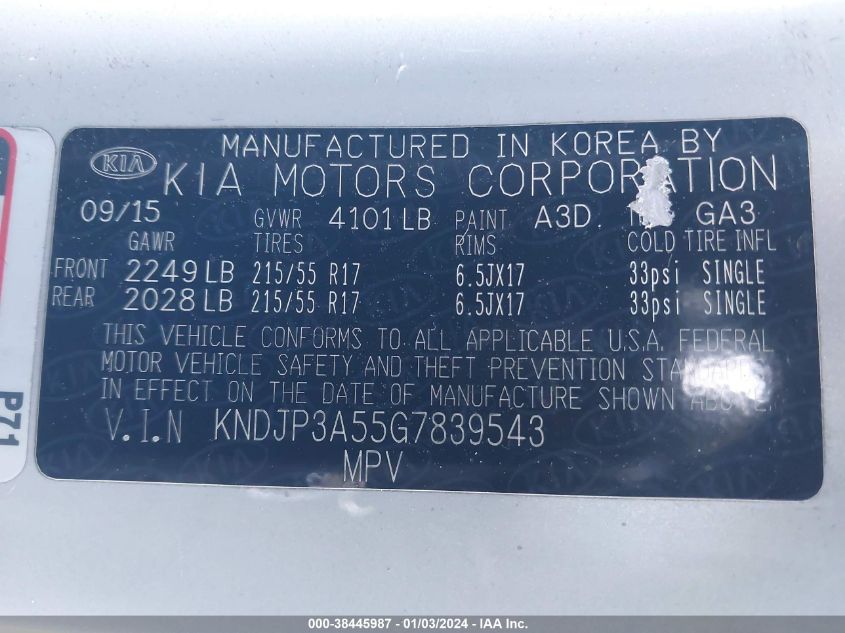 MANUFACTURED IN KOREA BY
KIA KIA MOTORS CORPORATION
09/15 GVWR 4101 LB PAINT A3D GA3
GAWR TIRES RIMS COLD TIRE INFL
FRONT 2249 LB 215/55 R17 6.5JX17 33psi SINGLE
REAR 2028 LB 215/55 R17 6.5JX17 33psi SINGLE
THIS VEHICLE CONFORMS TO ALL APPLICABLE U.S.A. FEDERAL
MOTOR VEHICLE SAFETY AND THEFT PREVENTION STANDARDS
IN EFFECT ON THE DATE OF MANUFACTURE SHOWN ABOVE.
V.I.N KNDJP3A55G7839543
MPV
P71
000-38445987 - 01/03/2024 - IAA Inc.